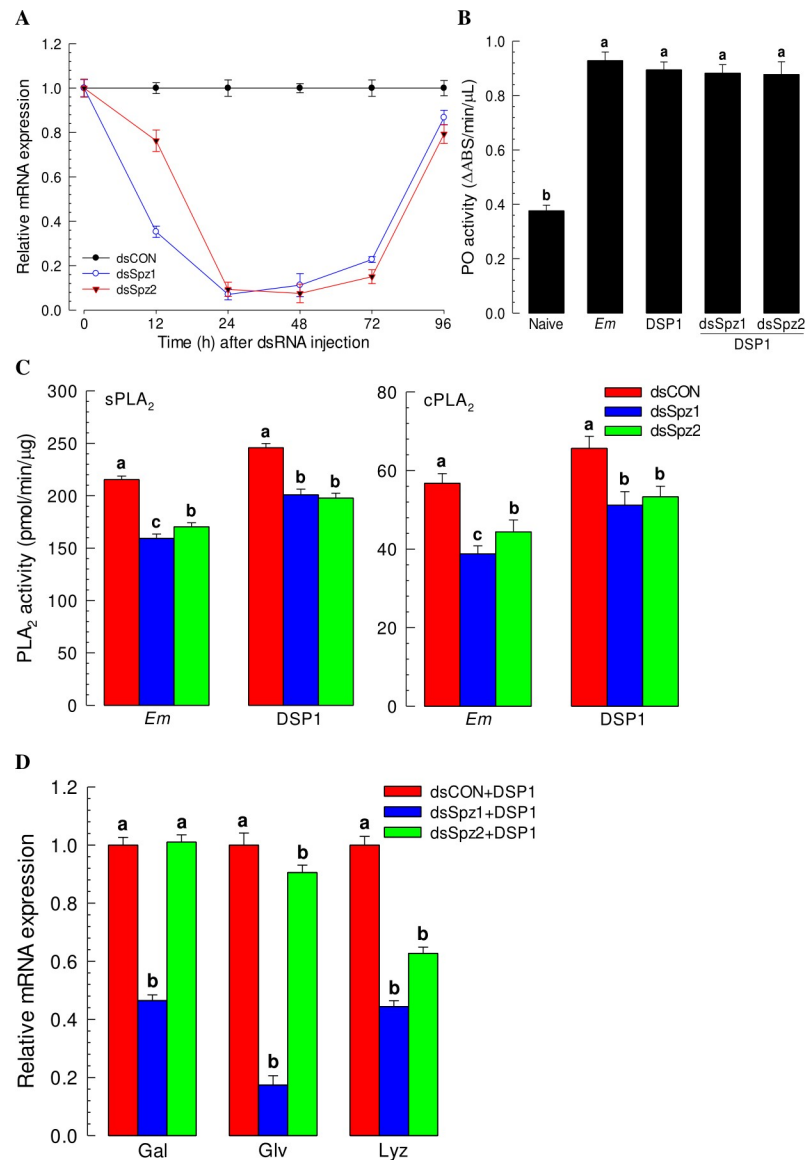 A
1.2
1.0
0.8
0.6
0.4
0.2
0.0
Relative mRNA expression
dsCON
dsSpz1
dsSpz2
0 12 24 48 72 96
Time (h) after dsRNA injection
B
1.0
0.8
0.6
0.4
0.2
0.0
PO activity (ΔABS/min/μL)
b a a a a
Naive Em DSP1 dsSpz1 dsSpz2
DSP1
C
300
250
200
150
100
50
0
PLA₂ activity (pmol/min/μg)
sPLA₂
a c b a b b
Em DSP1
80
60
40
20
0
cPLA₂
dsCON
dsSpz1
dsSpz2
a c b a b b
Em DSP1
D
1.2
1.0
0.8
0.6
0.4
0.2
0.0
Relative mRNA expression
dsCON+DSP1
dsSpz1+DSP1
dsSpz2+DSP1
a b a a b b a b b
Gal Glv Lyz